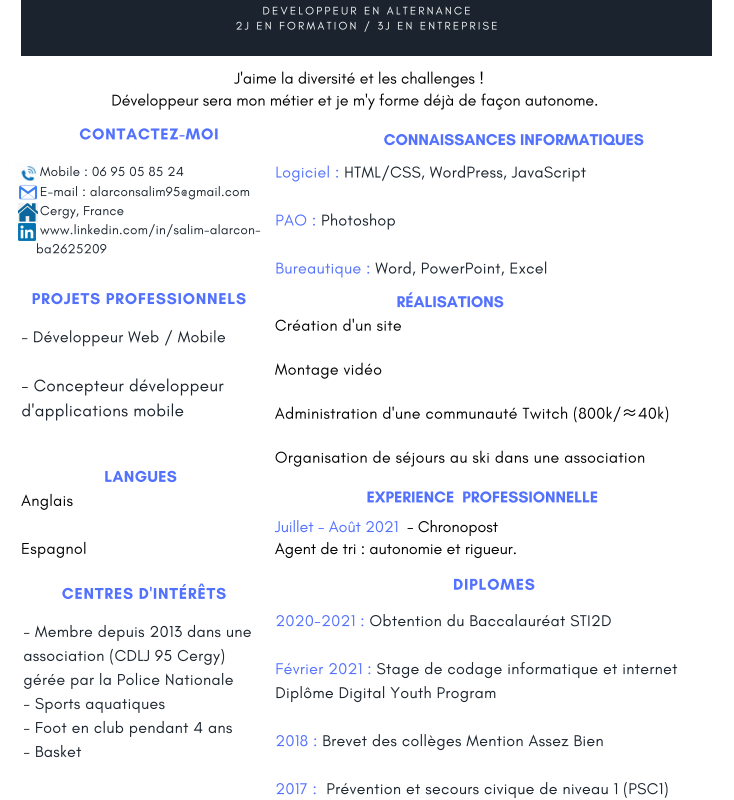 DEVELOPPEUR EN ALTERNANCE
2J EN FORMATION / 3J EN ENTREPRISE
J'aime la diversité et les challenges !
Développeur sera mon métier et je m'y forme déjà de façon autonome.
CONTACTEZ-MOI
Mobile : 06 95 05 85 24
E-mail : alarconsalim95@gmail.com
Cergy, France
in www.linkedin.com/in/salim-alarcon-
ba2625209
PROJETS PROFESSIONNELS
- Développeur Web / Mobile
- Concepteur développeur
d'applications mobile
LANGUES
Anglais
Espagnol
CENTRES D'INTÉRÊTS
- Membre depuis 2013 dans une
association (CDLJ 95 Cergy)
gérée par la Police Nationale
- Sports aquatiques
- Foot en club pendant 4 ans
- Basket
CONNAISSANCES INFORMATIQUES
Logiciel : HTML/CSS, WordPress, JavaScript
PAO : Photoshop
Bureautique : Word, PowerPoint, Excel
RÉALISATIONS
Création d'un site
Montage vidéo
Administration d'une communauté Twitch (800k/≈40k)
Organisation de séjours au ski dans une association
EXPERIENCE PROFESSIONNELLE
Juillet - Août 2021 - Chronopost
Agent de tri : autonomie et rigueur.
DIPLOMES
2020-2021 : Obtention du Baccalauréat STI2D
Février 2021 : Stage de codage informatique et internet
Diplôme Digital Youth Program
2018 : Brevet des collèges Mention Assez Bien
2017 : Prévention et secours civique de niveau 1 (PSC1)